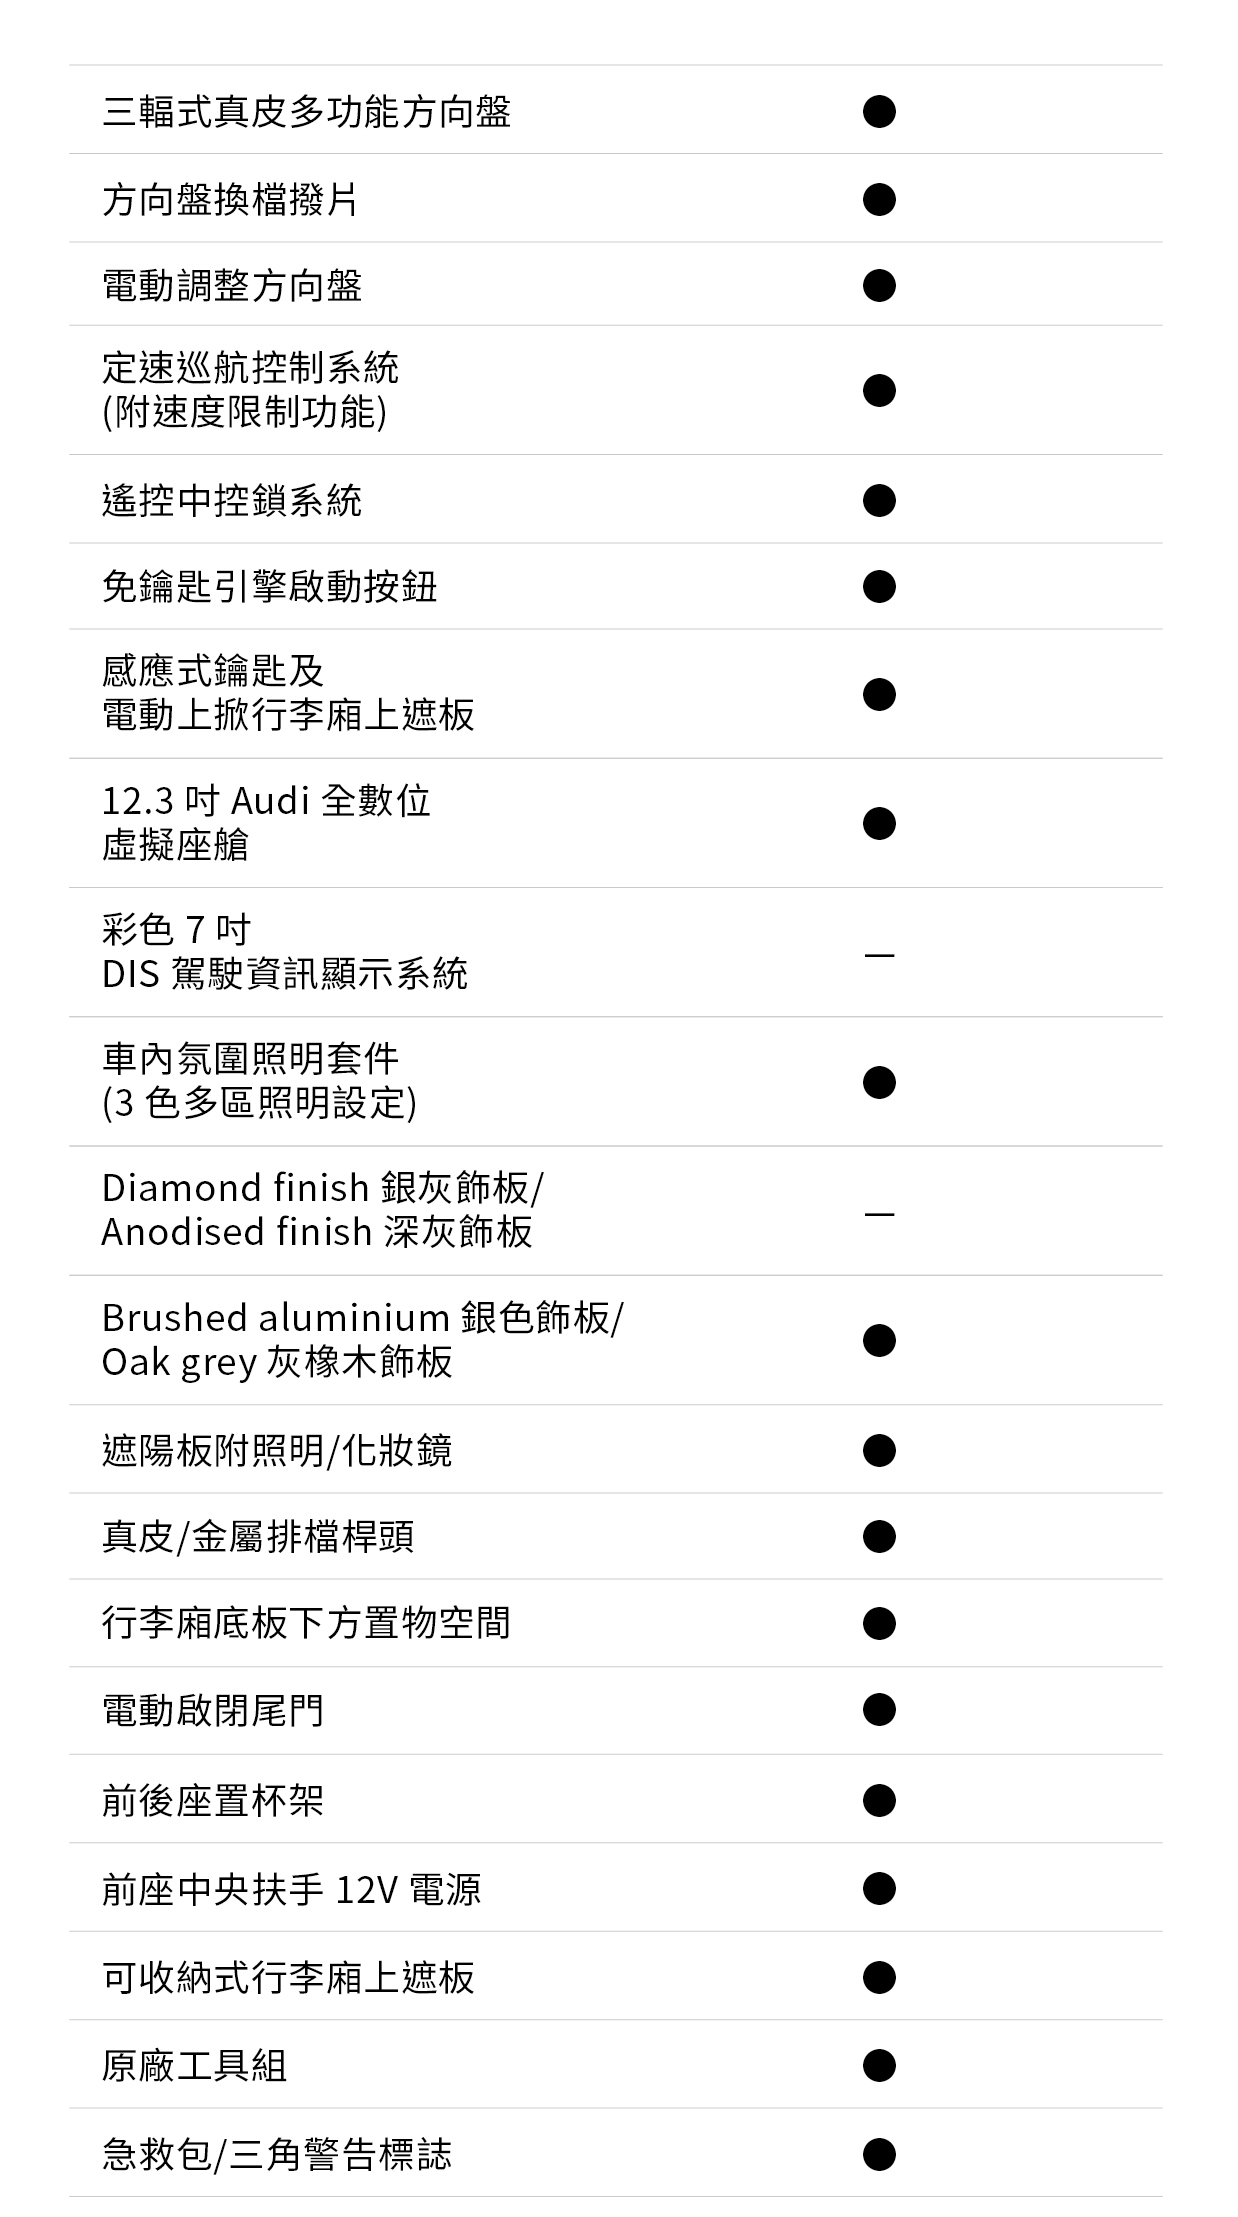 三輻式真皮多功能方向盤 ●
方向盤換檔撥片 ●
電動調整方向盤 ●
定速巡航控制系統
(附速度限制功能) ●
遙控中控鎖系統 ●
免鑰匙引擎啟動按鈕 ●
感應式鑰匙及
電動上掀行李廂上遮板 ●
12.3 吋 Audi 全數位
虛擬座艙 ●
彩色 7 吋
DIS 駕駛資訊顯示系統 —
車內氛圍照明套件
(3 色多區照明設定) ●
Diamond finish 銀灰飾板/
Anodised finish 深灰飾板 —
Brushed aluminium 銀色飾板/
Oak grey 灰橡木飾板 ●
遮陽板附照明/化妝鏡 ●
真皮/金屬排檔桿頭 ●
行李廂底板下方置物空間 ●
電動啟閉尾門 ●
前後座置杯架 ●
前座中央扶手 12V 電源 ●
可收納式行李廂上遮板 ●
原廠工具組 ●
急救包/三角警告標誌 ●